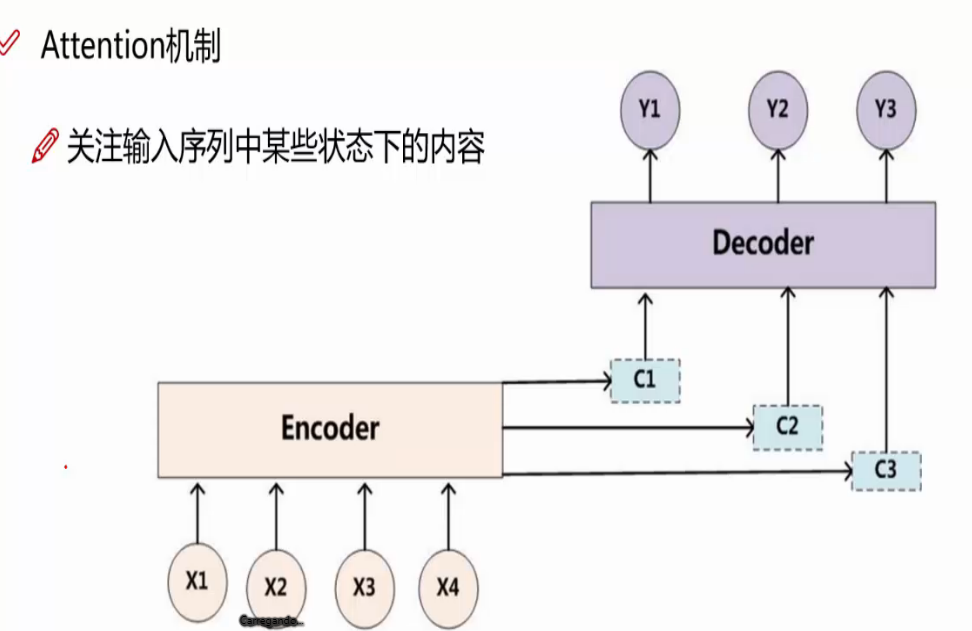 Attention机制
关注输入序列中某些状态下的内容
Y1 Y2 Y3
Decoder
C1
Encoder
C2
C3
X1 X2 X3 X4
Carregando...